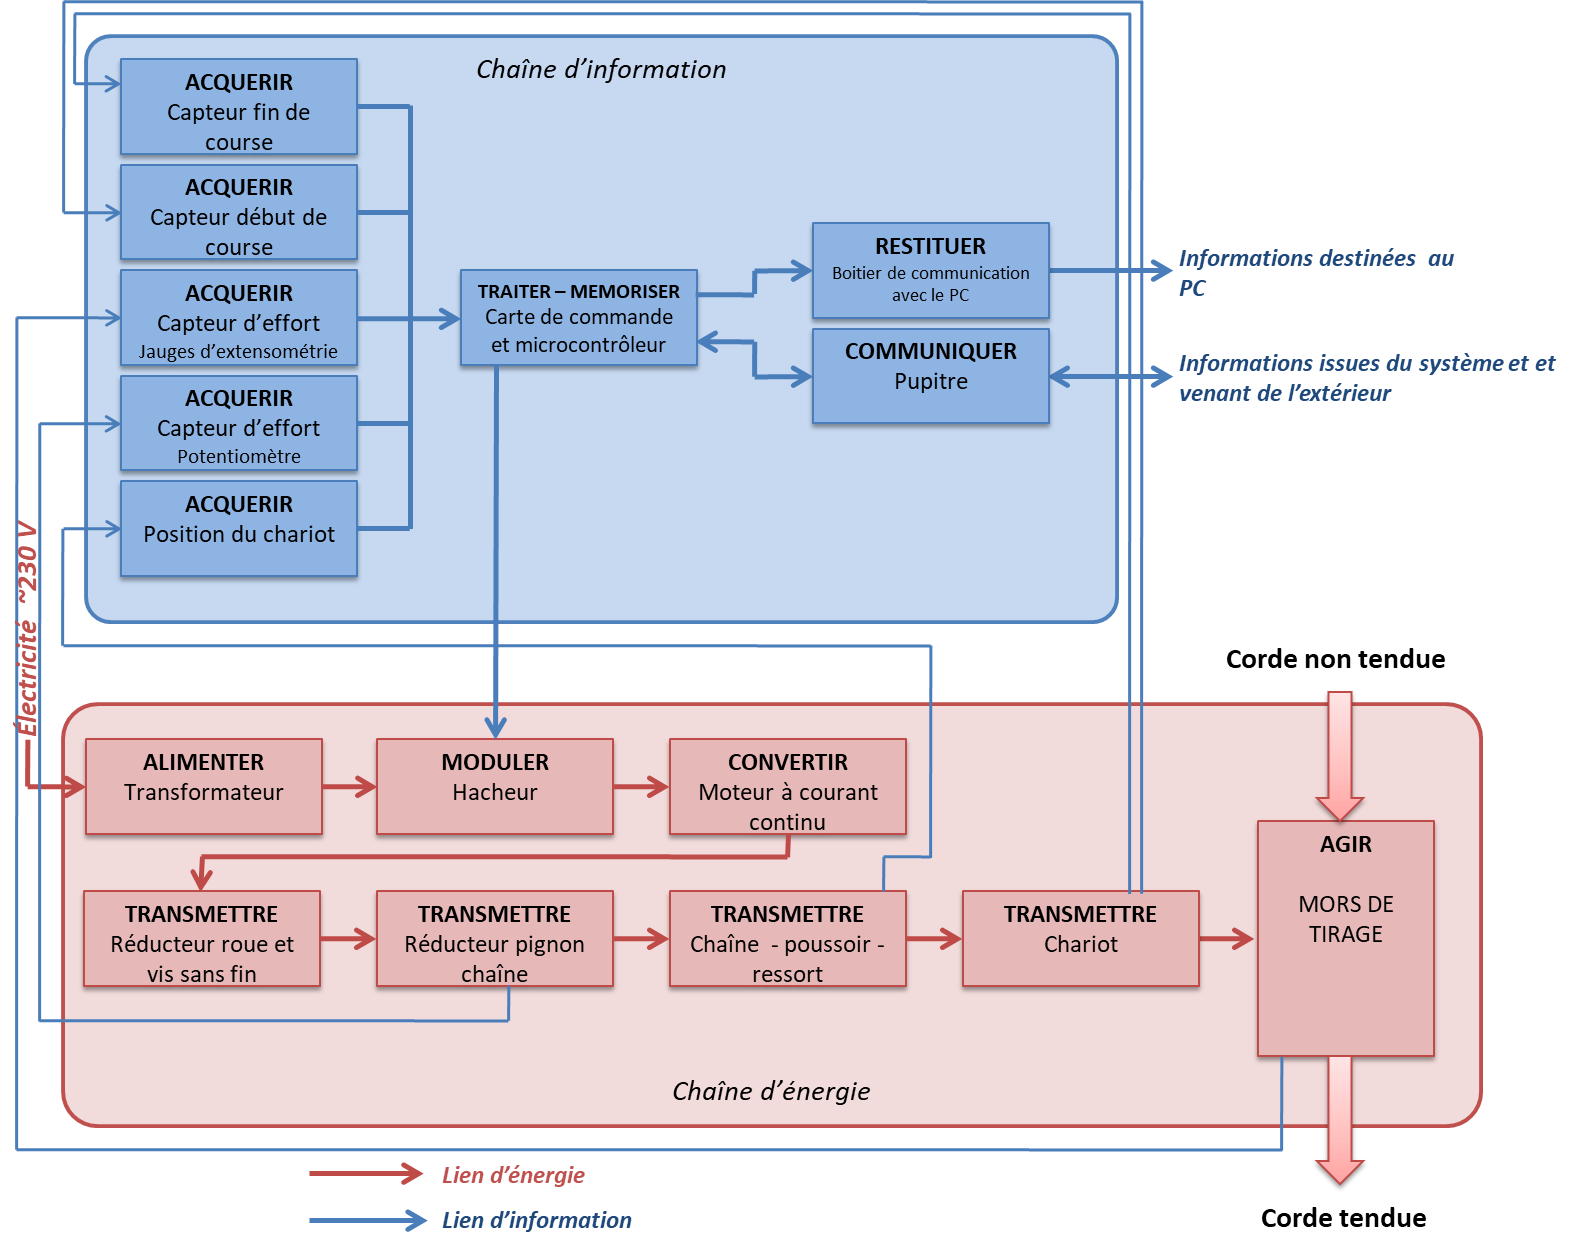 Chaîne d’information
ACQUERIR
Capteur fin de
course
ACQUERIR
Capteur début de
course
ACQUERIR
Capteur d’effort
Jauges d’extensométrie
ACQUERIR
Capteur d’effort
Potentiomètre
ACQUERIR
Position du chariot
TRAITER – MEMORISER
Carte de commande
et microcontrôleur
RESTITUER
Boitier de communication
avec le PC
COMMUNIQUER
Pupitre
Informations destinées au
PC
Informations issues du système et et
venant de l’extérieur
Électricité ~230 V
Corde non tendue
ALIMENTER
Transformateur
MODULER
Hacheur
CONVERTIR
Moteur à courant
continu
TRANSMETTRE
Réducteur roue et
vis sans fin
TRANSMETTRE
Réducteur pignon
chaîne
TRANSMETTRE
Chaîne - poussoir -
ressort
TRANSMETTRE
Chariot
AGIR
MORS DE
TIRAGE
Chaîne d’énergie
Lien d’énergie
Lien d’information
Corde tendue